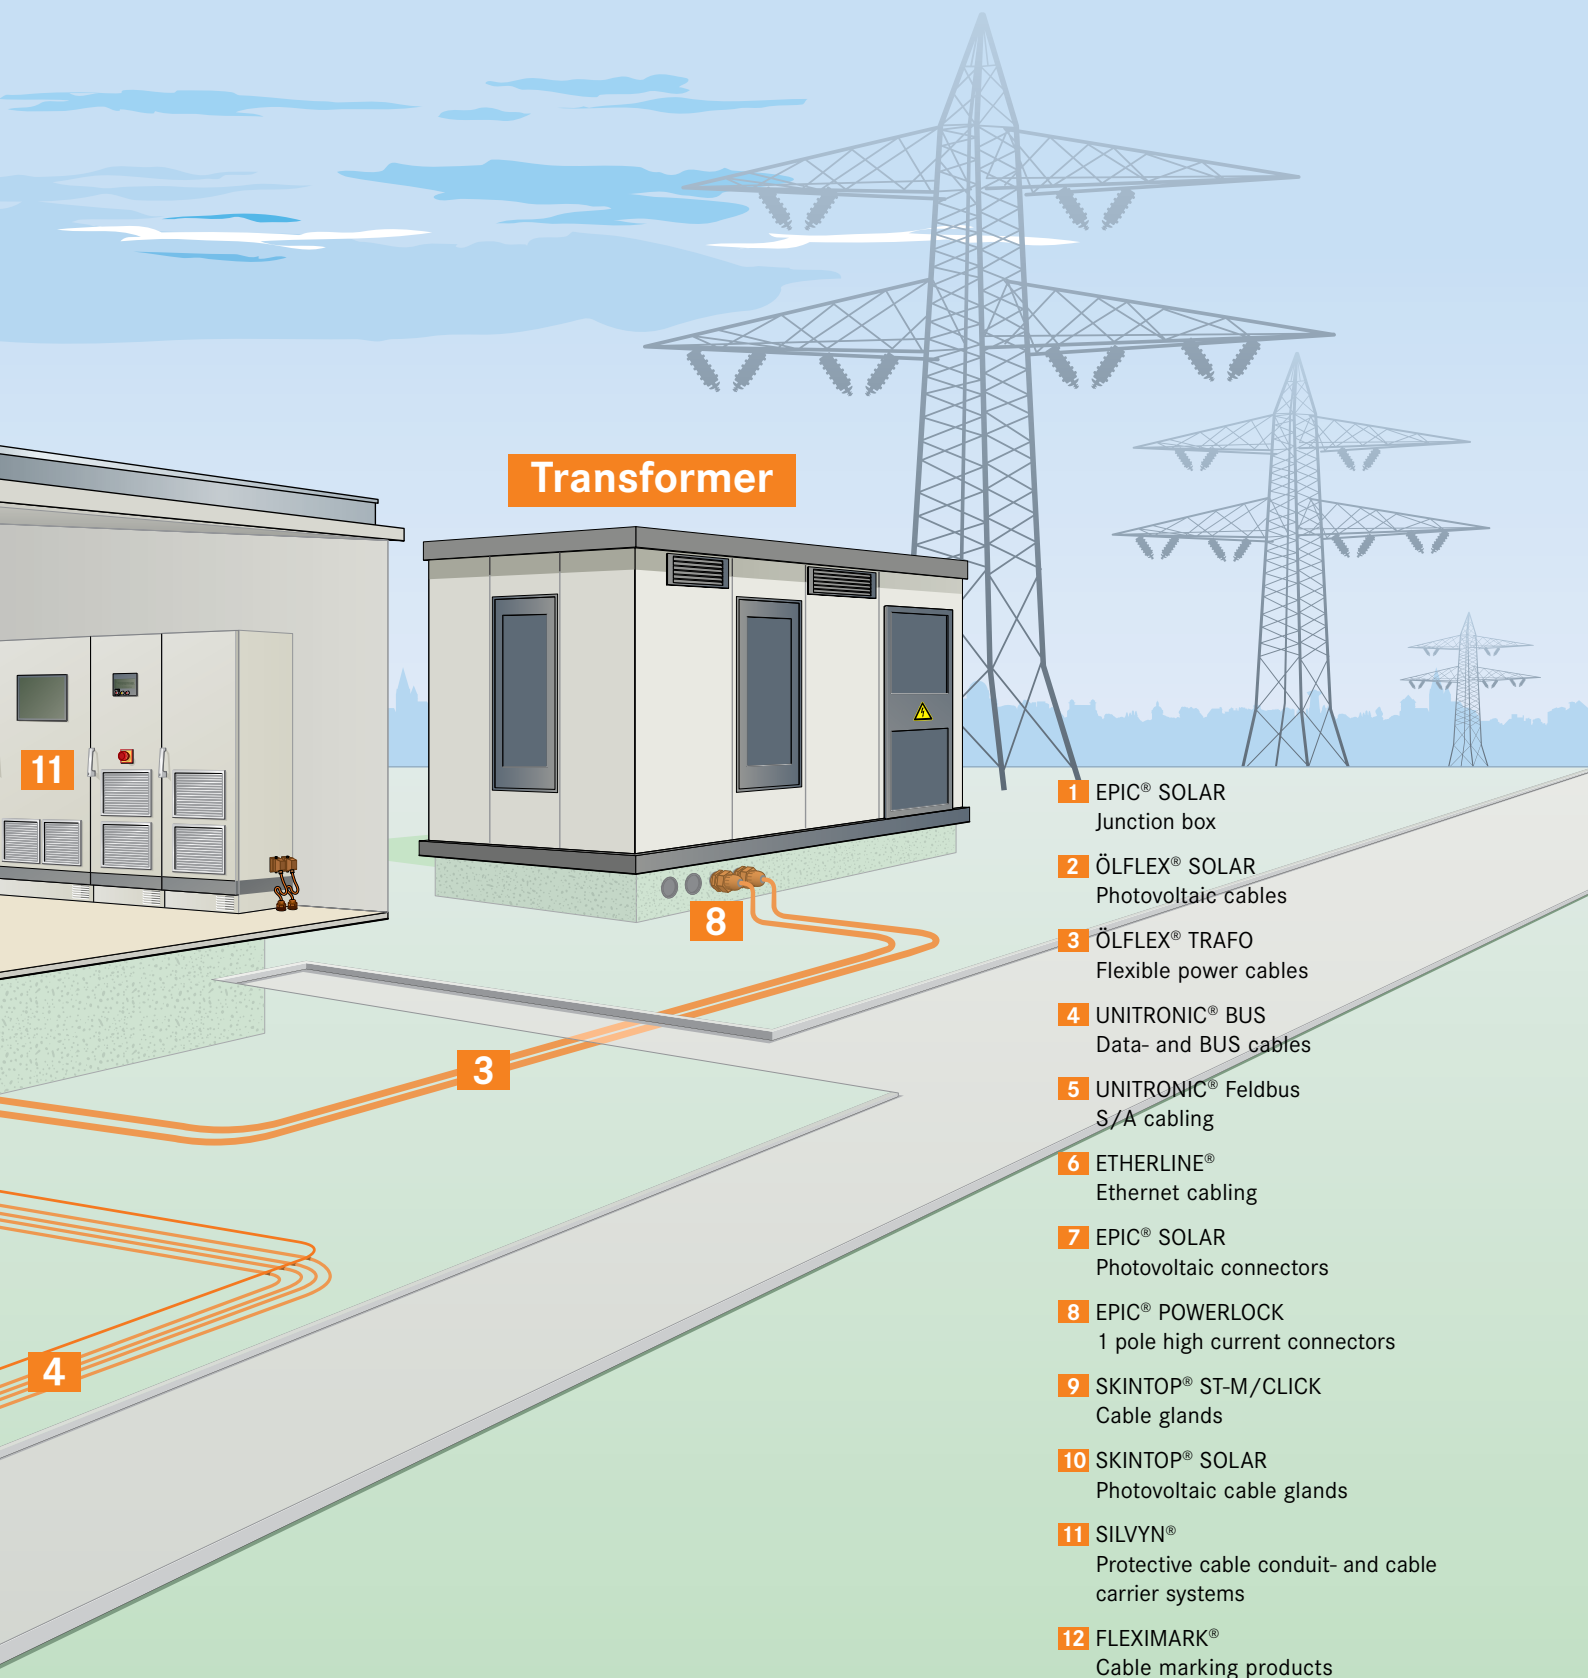 Transformer
11
8
3
4
1 EPIC® SOLAR
Junction box
2 ÖLFLEX® SOLAR
Photovoltaic cables
3 ÖLFLEX® TRAFO
Flexible power cables
4 UNITRONIC® BUS
Data- and BUS cables
5 UNITRONIC® Feldbus
S/A cabling
6 ETHERLINE®
Ethernet cabling
7 EPIC® SOLAR
Photovoltaic connectors
8 EPIC® POWERLOCK
1 pole high current connectors
9 SKINTOP® ST-M/CLICK
Cable glands
10 SKINTOP® SOLAR
Photovoltaic cable glands
11 SILVYN®
Protective cable conduit- and cable
carrier systems
12 FLEXIMARK®
Cable marking products